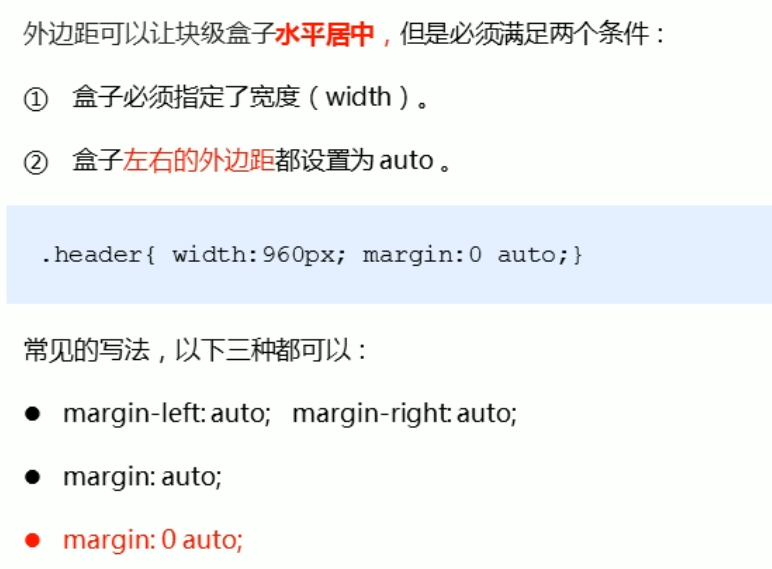 外边距可以让块级盒子水平居中，但是必须满足两个条件：
① 盒子必须指定了宽度（width）。
② 盒子左右的外边距都设置为 auto 。
.header{ width:960px; margin:0 auto;}
常见的写法，以下三种都可以：
● margin-left: auto; margin-right: auto;
● margin: auto;
● margin: 0 auto;